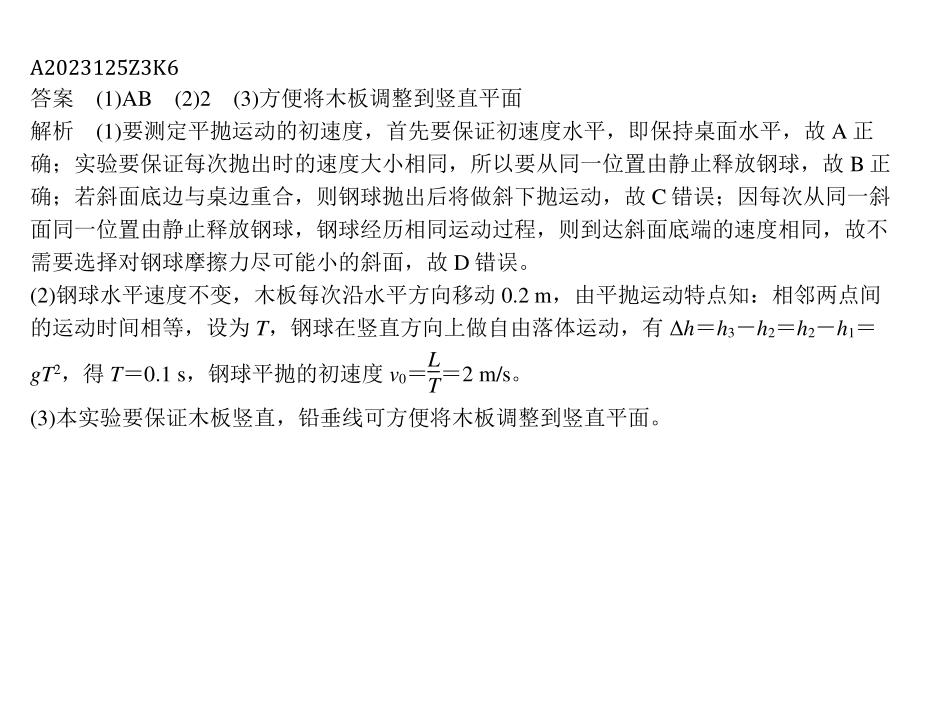 A2023125Z3K6
答案 (1)AB (2)2 (3)方便将木板调整到竖直平面
解析 (1)要测定平抛运动的初速度，首先要保证初速度水平，即保持桌面水平，故 A 正
确；实验要保证每次抛出时的速度大小相同，所以要从同一位置由静止释放钢球，故 B 正
确；若斜面底边与桌边重合，则钢球抛出后将做斜下抛运动，故 C 错误；因每次从同一斜
面同一位置由静止释放钢球，钢球经历相同运动过程，则到达斜面底端的速度相同，故不
需要选择对钢球摩擦力尽可能小的斜面，故 D 错误。
(2)钢球水平速度不变，木板每次沿水平方向移动 0.2 m，由平抛运动特点知：相邻两点间
的运动时间相等，设为 T，钢球在竖直方向上做自由落体运动，有 Δh＝h₃－h₂＝h₂－h₁＝
gT²，得 T＝0.1 s，钢球平抛的初速度 v₀＝L/T＝2 m/s。
(3)本实验要保证木板竖直，铅垂线可方便将木板调整到竖直平面。